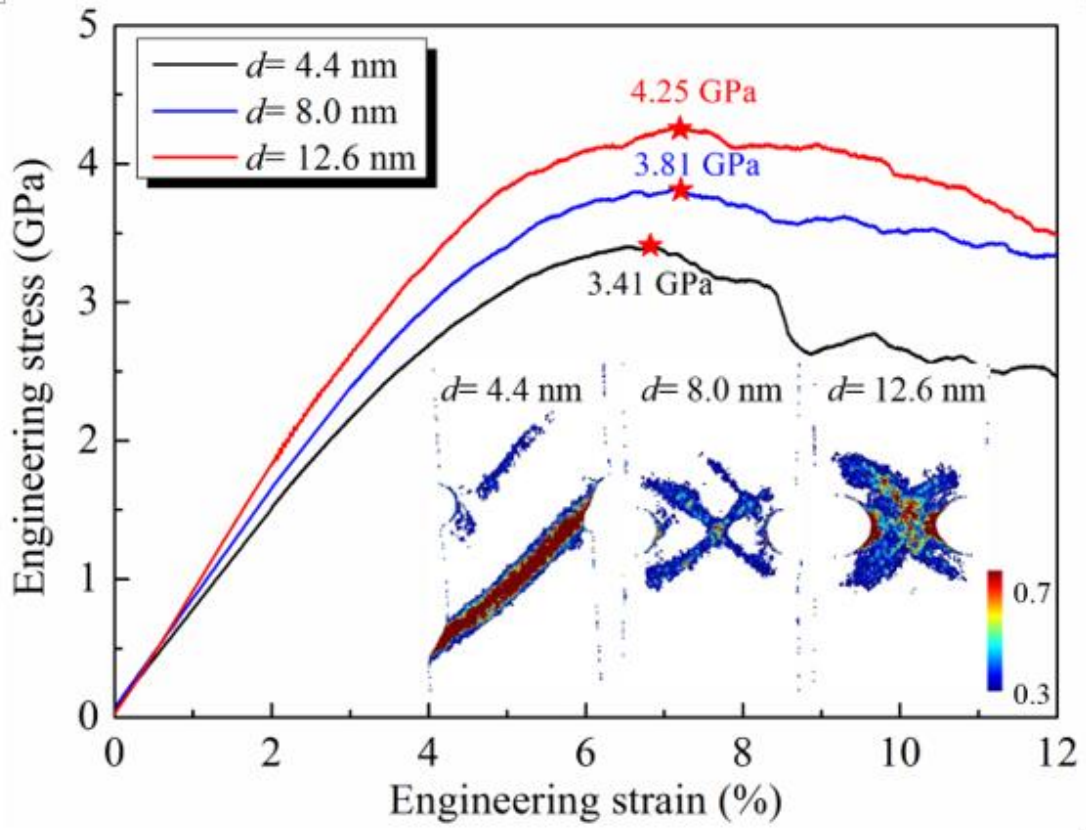 d= 4.4 nm
d= 8.0 nm
d= 12.6 nm
4.25 GPa
3.81 GPa
3.41 GPa
d= 4.4 nm
d= 8.0 nm
d= 12.6 nm
0.7
0.3
5
4
3
2
1
0
Engineering stress (GPa)
0 2 4 6 8 10 12
Engineering strain (%)